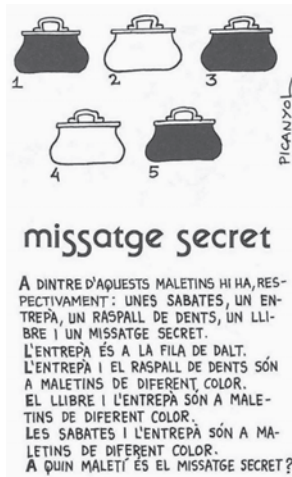 1 2 3
PICANYOL
4 5
missatge secret
A DINTRE D'AQUESTS MALETINS HI HA, RES-
PECTIVAMENT: UNES SABATES, UN EN-
TREPÀ, UN RASPALL DE DENTS, UN LLI-
BRE I UN MISSATGE SECRET.
L'ENTREPÀ ÉS A LA FILA DE DALT.
L'ENTREPÀ I EL RASPALL DE DENTS SÓN
A MALETINS DE DIFERENT COLOR.
EL LLIBRE I L'ENTREPÀ SÓN A MALE-
TINS DE DIFERENT COLOR.
LES SABATES I L'ENTREPÀ SÓN A MA-
LETINS DE DIFERENT COLOR.
A QUIN MALETÍ ÉS EL MISSATGE SECRET?